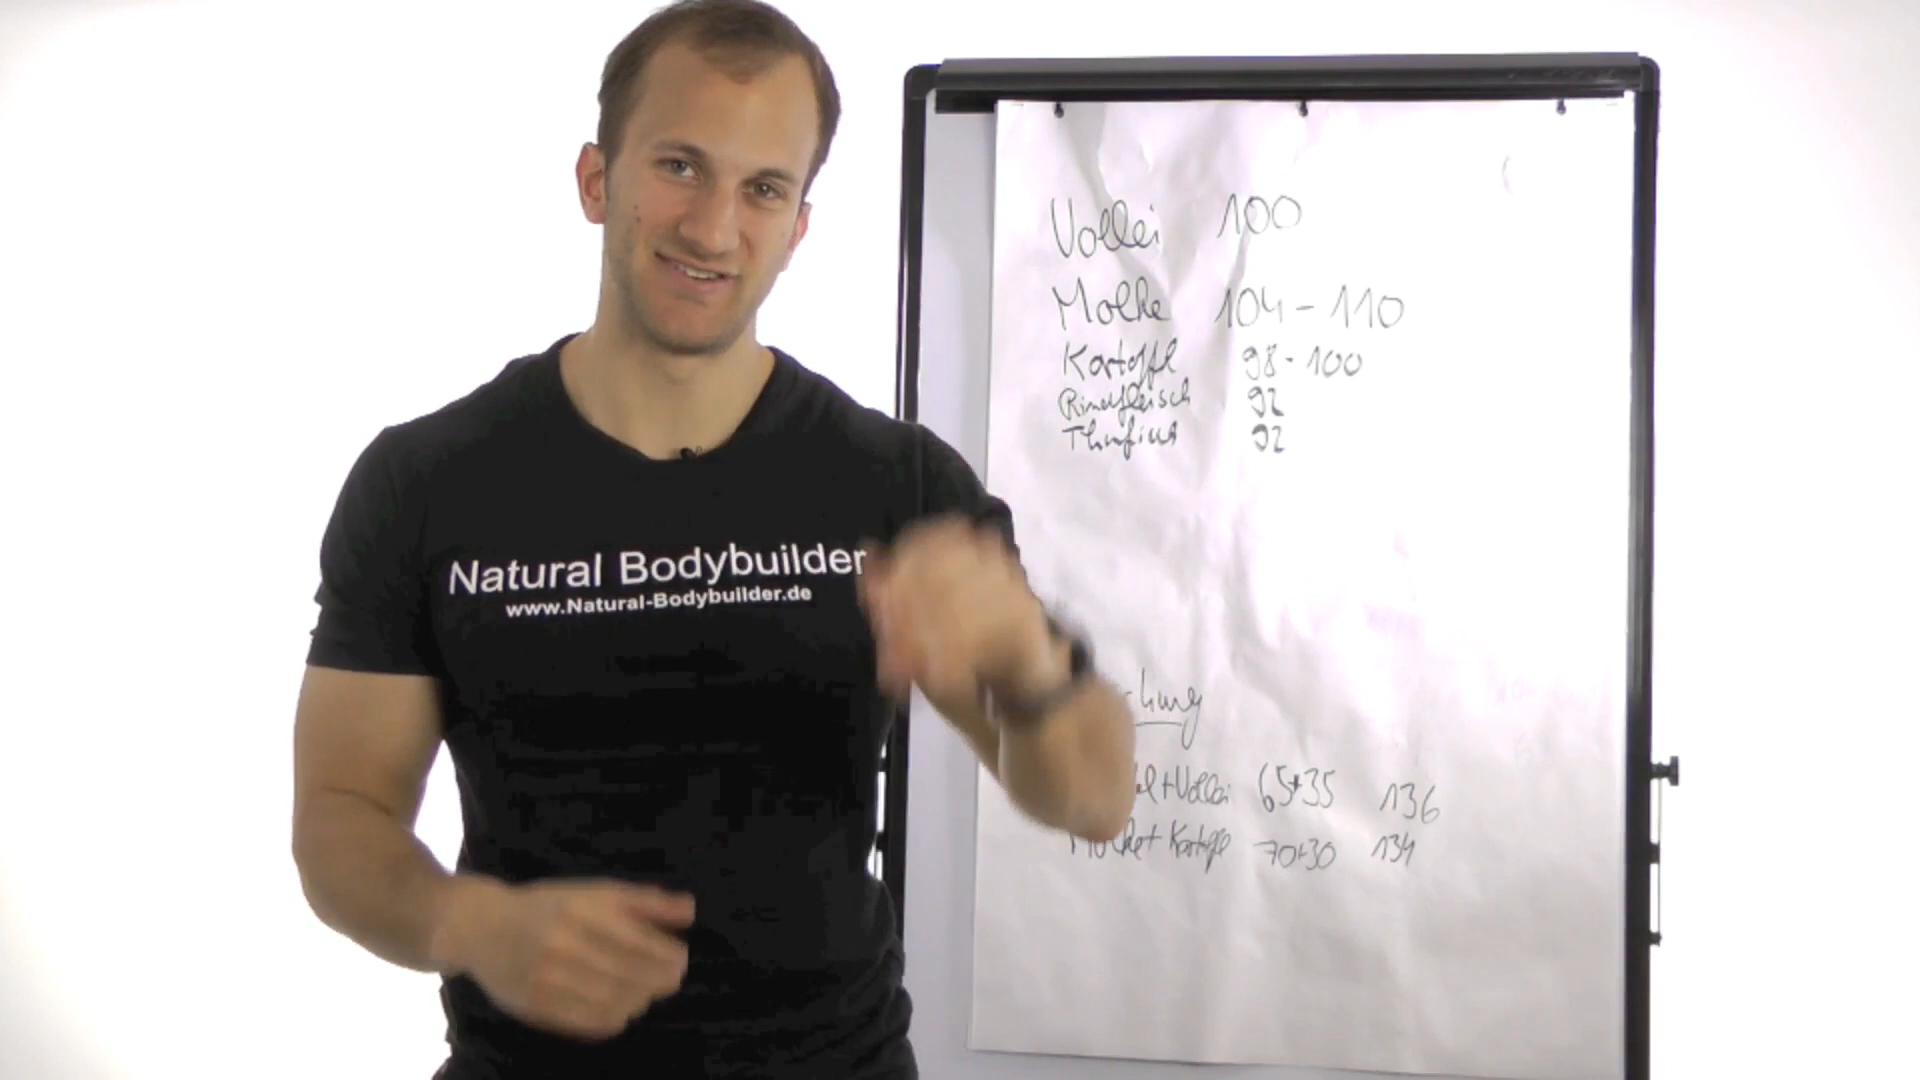 Natural Bodybuilder
www.Natural-Bodybuilder.de
Vollei 100
Molke 104-110
Kartoffel 98-100
Rindfleisch 92
Thunfisch 92
+Vollei 65+35 136
Molke+ Kartoffel 70+30 134